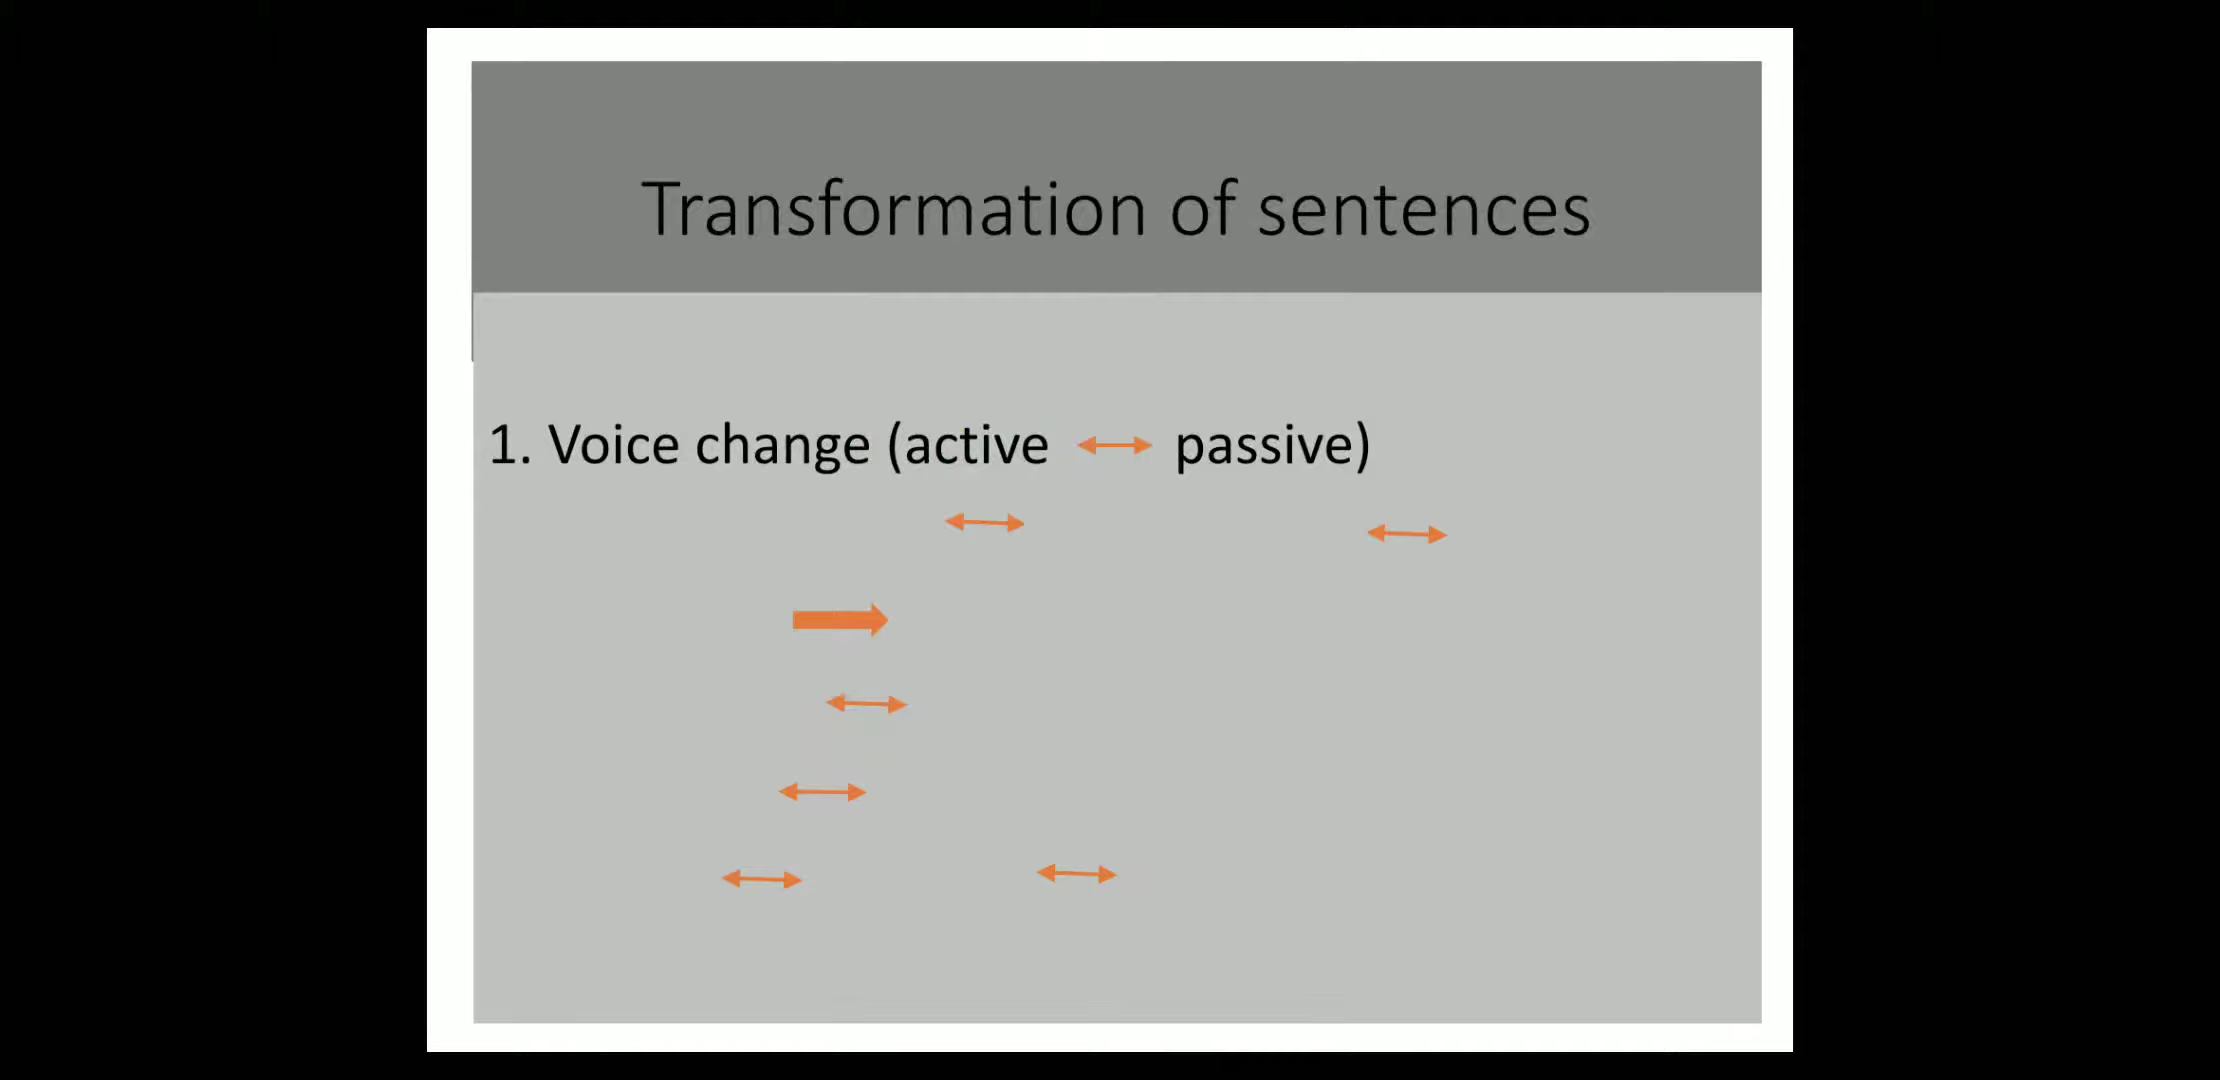 Transformation of sentences
1. Voice change (active ↔ passive)